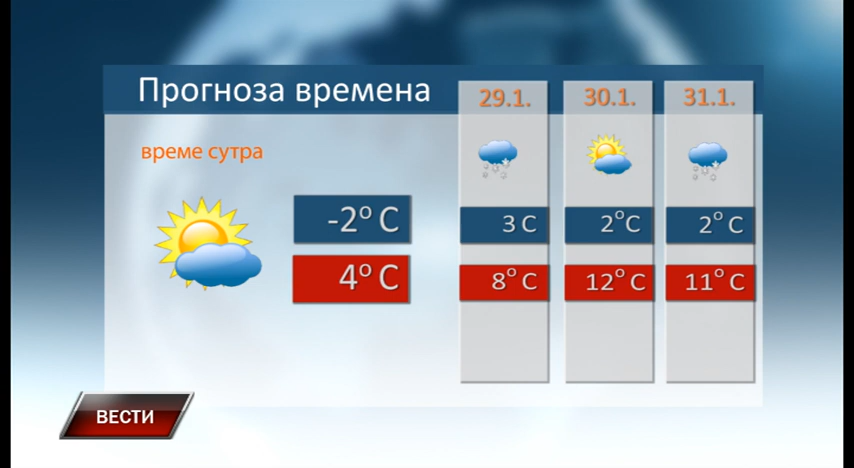 Прогноза времена
време сутра
-2° C
4° C
29.1.
3 C
8° C
30.1.
2°C
12° C
31.1.
2° C
11° C
ВЕСТИ